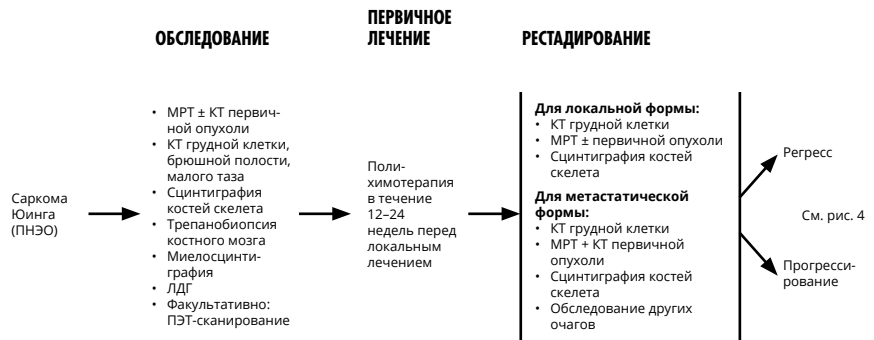 ОБСЛЕДОВАНИЕ
ПЕРВИЧНОЕ
ЛЕЧЕНИЕ
РЕСТАДИРОВАНИЕ
Саркома
Юинга
(ПНЭО)
• МРТ ± КТ первич-
ной опухоли
• КТ грудной клетки,
брюшной полости,
малого таза
• Сцинтиграфия
костей скелета
• Трепанобиопсия
костного мозга
• Миелосцинти-
графия
• ЛДГ
• Факультативно:
ПЭТ-сканирование
Поли-
химотерапия
в течение
12–24
недель перед
локальным
лечением
Для локальной формы:
• КТ грудной клетки
• МРТ ± первичной опухоли
• Сцинтиграфия костей
скелета
Для метастатической
формы:
• КТ грудной клетки
• МРТ + КТ первичной
опухоли
• Сцинтиграфия костей
скелета
• Обследование других
очагов
Регресс
См. рис. 4
Прогресси-
рование